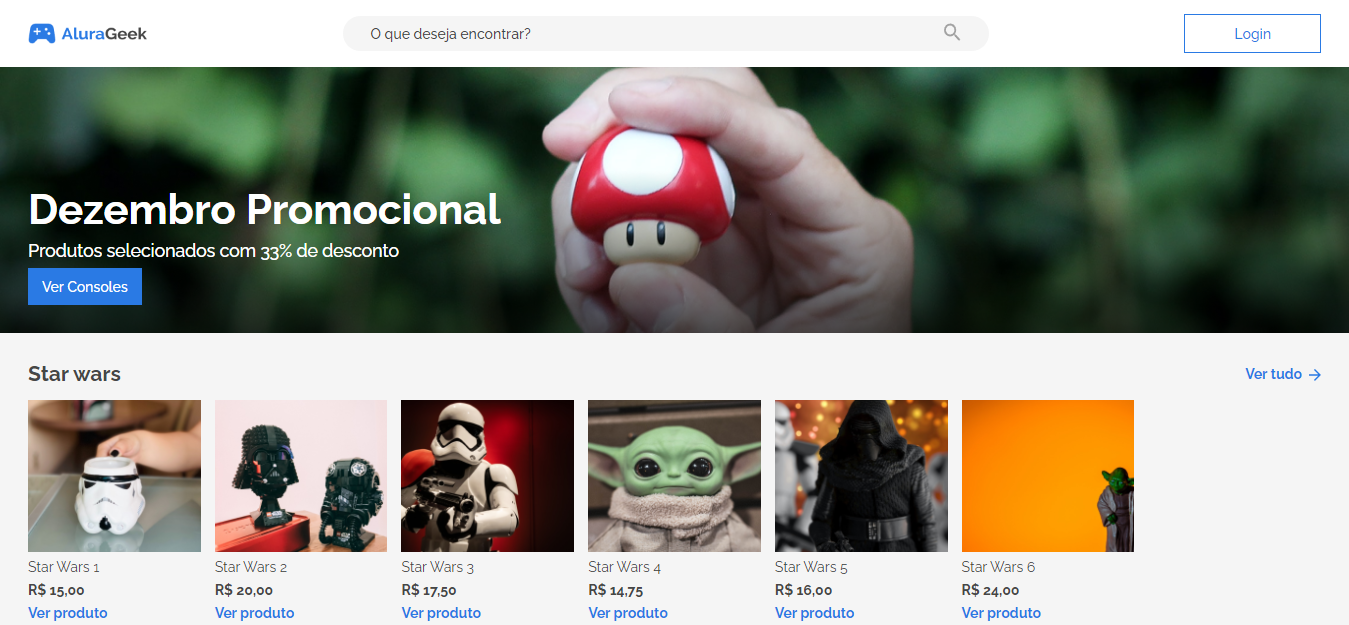 AluraGeek
O que deseja encontrar?
Login
Dezembro Promocional
Produtos selecionados com 33% de desconto
Ver Consoles
Star wars
Ver tudo
Star Wars 1
R$ 15,00
Ver produto
Star Wars 2
R$ 20,00
Ver produto
Star Wars 3
R$ 17,50
Ver produto
Star Wars 4
R$ 14,75
Ver produto
Star Wars 5
R$ 16,00
Ver produto
Star Wars 6
R$ 24,00
Ver produto